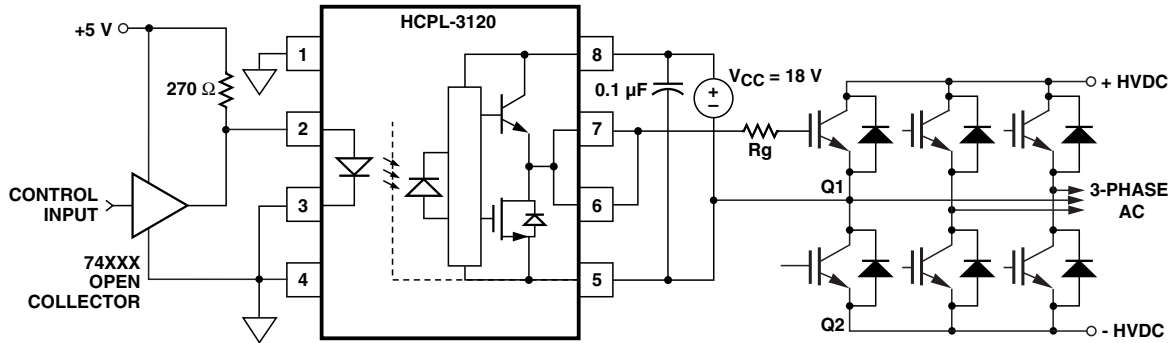 HCPL-3120
+5 V
270 Ω
1
2
3
4
8
7
6
5
0.1 µF
VCC = 18 V
+
–
Rg
+ HVDC
Q1
3-PHASE
AC
Q2
- HVDC
CONTROL
INPUT
74XXX
OPEN
COLLECTOR